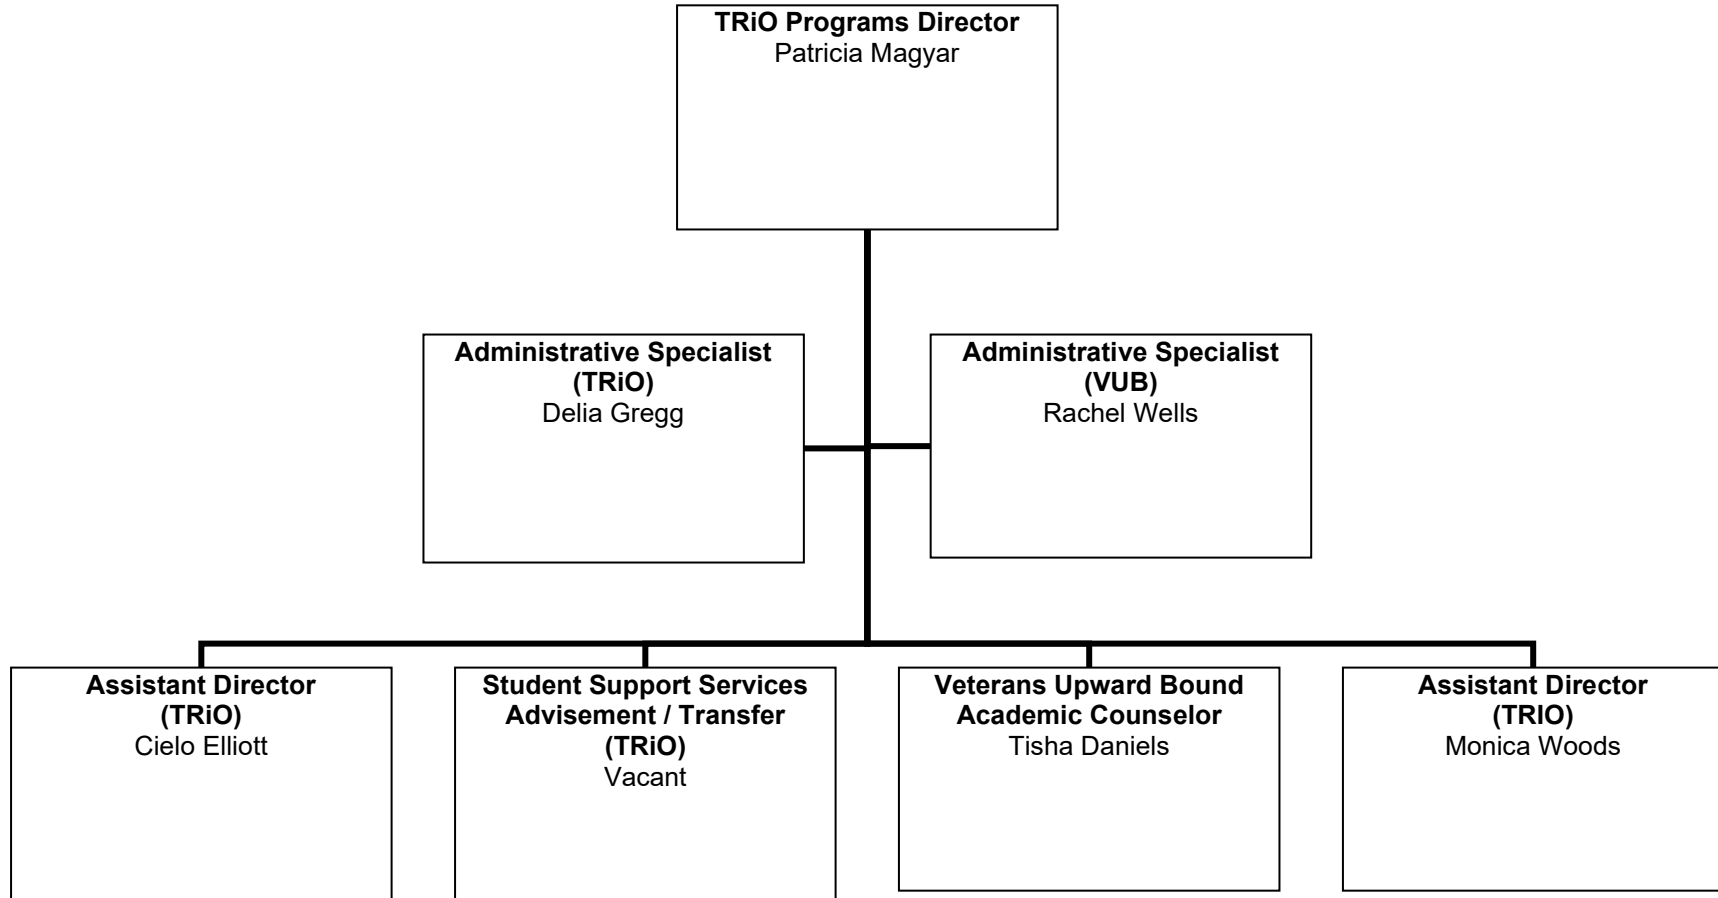 TRiO Programs Director
Patricia Magyar
Administrative Specialist
(TRiO)
Delia Gregg
Administrative Specialist
(VUB)
Rachel Wells
Assistant Director
(TRiO)
Cielo Elliott
Student Support Services
Advisement / Transfer
(TRiO)
Vacant
Veterans Upward Bound
Academic Counselor
Tisha Daniels
Assistant Director
(TRIO)
Monica Woods